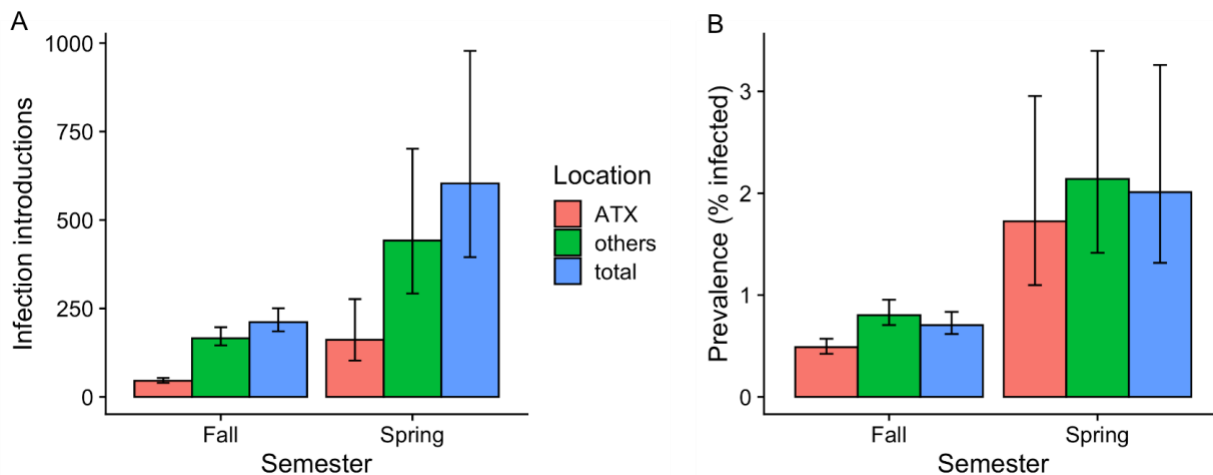 A
Infection introductions
1000
750
500
250
0
Fall
Spring
Semester
Location
ATX
others
total
B
Prevalence (% infected)
3
2
1
0
Fall
Spring
Semester